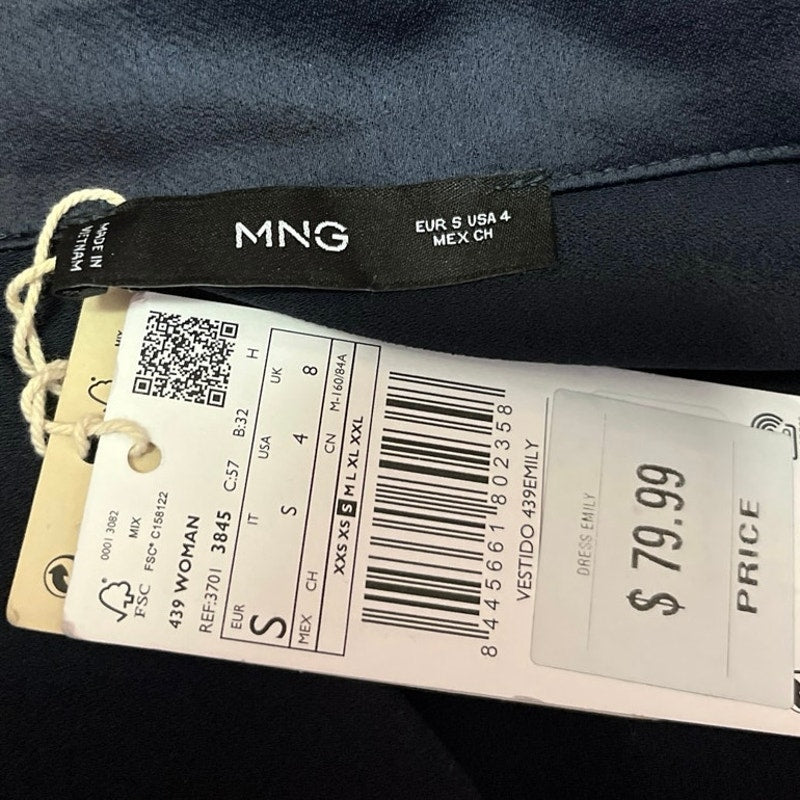 MADE IN
VIETNAM
MNG
EUR S USA 4
MEX CH
MIX
0001 3082
MIX
FSC® C158122
FSC
439 WOMAN
REF:3701 3845 C:57 B:32 H
EUR
S
IT
S
USA
4
UK
8
MEX
CH
CN
M-160/84A
XXS XS S M L XL XXL
8 445661 802358
VESTIDO 439EMILY
DRESS EMILY
$ 79.99
PRICE